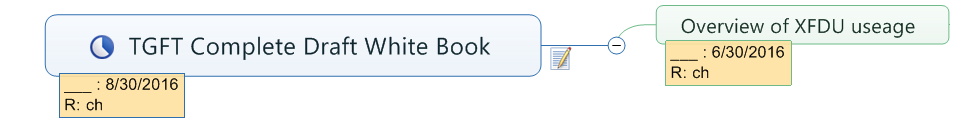 TGFT Complete Draft White Book
___ : 8/30/2016
R: ch
Overview of XFDU useage
___ : 6/30/2016
R: ch